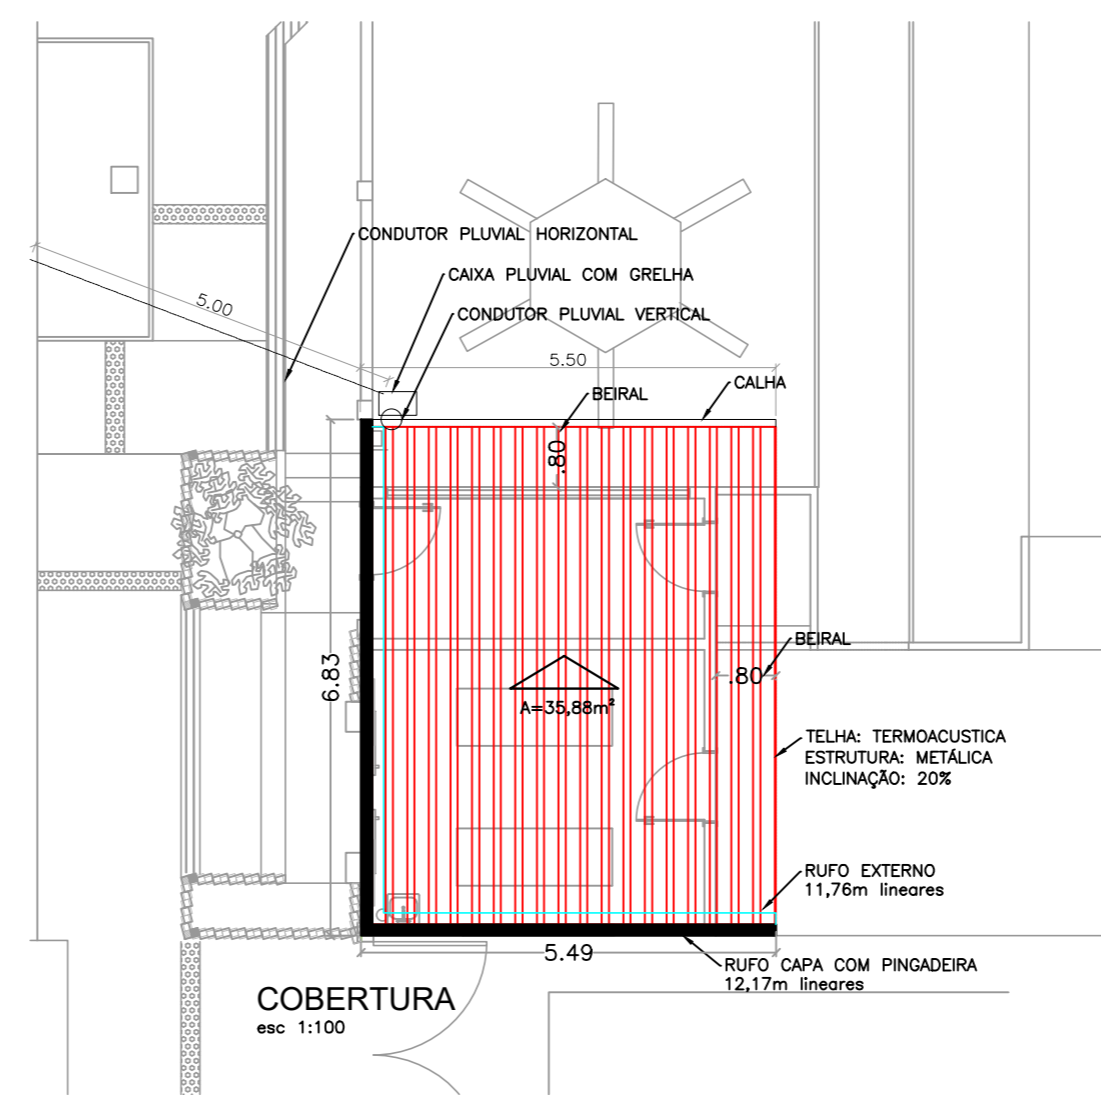 CONDUTOR PLUVIAL HORIZONTAL
CAIXA PLUVIAL COM GRELHA
5.00
CONDUTOR PLUVIAL VERTICAL
5.50
CALHA
BEIRAL
.80
BEIRAL
6.83
.80
A=35,88m²
TELHA: TERMOACUSTICA
ESTRUTURA: METÁLICA
INCLINAÇÃO: 20%
RUFO EXTERNO
11,76m lineares
5.49
RUFO CAPA COM PINGADEIRA
12,17m lineares
COBERTURA
esc 1:100